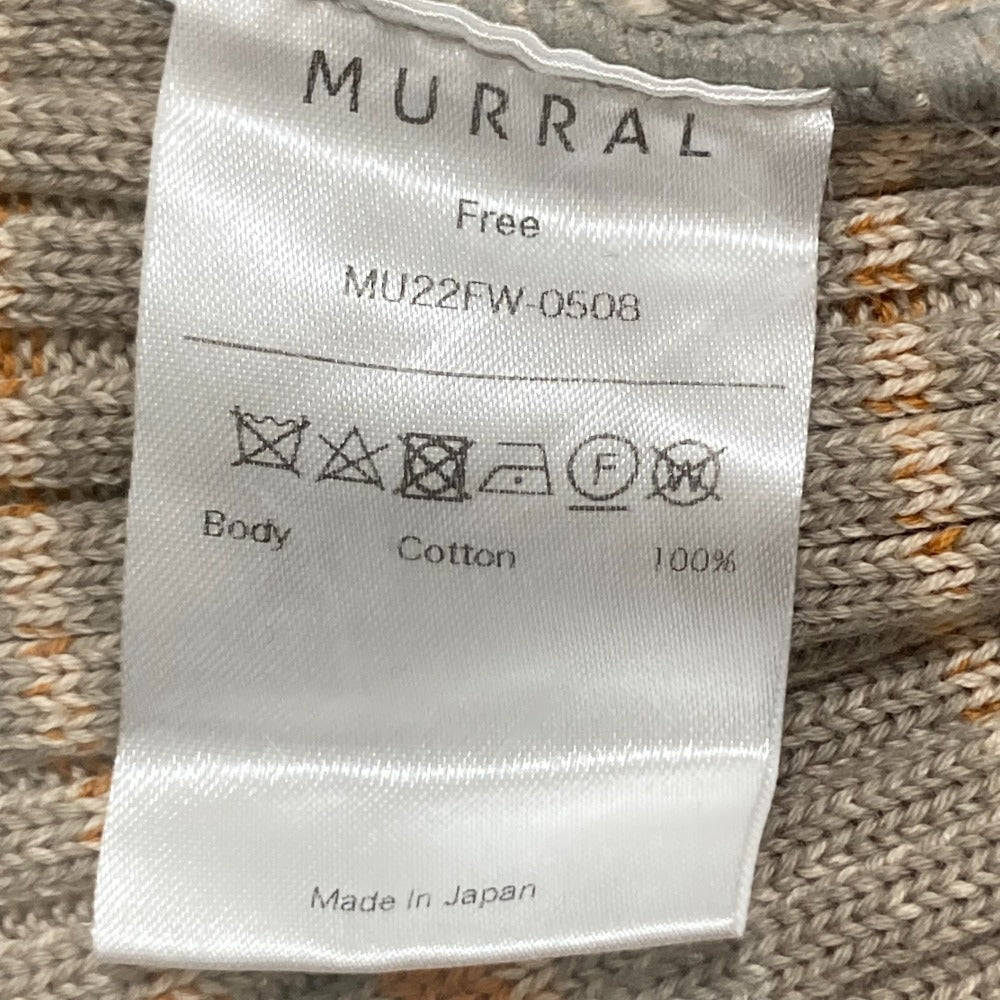 MURRAL
Free
MU22FW-0508
F W
Body Cotton 100%
Made In Japan